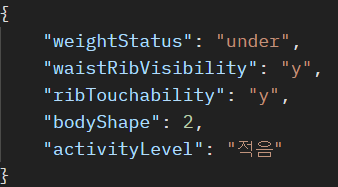 {
"weightStatus": "under",
"waistRibVisibility": "y",
"ribTouchability": "y",
"bodyShape": 2,
"activityLevel": "적음"
}